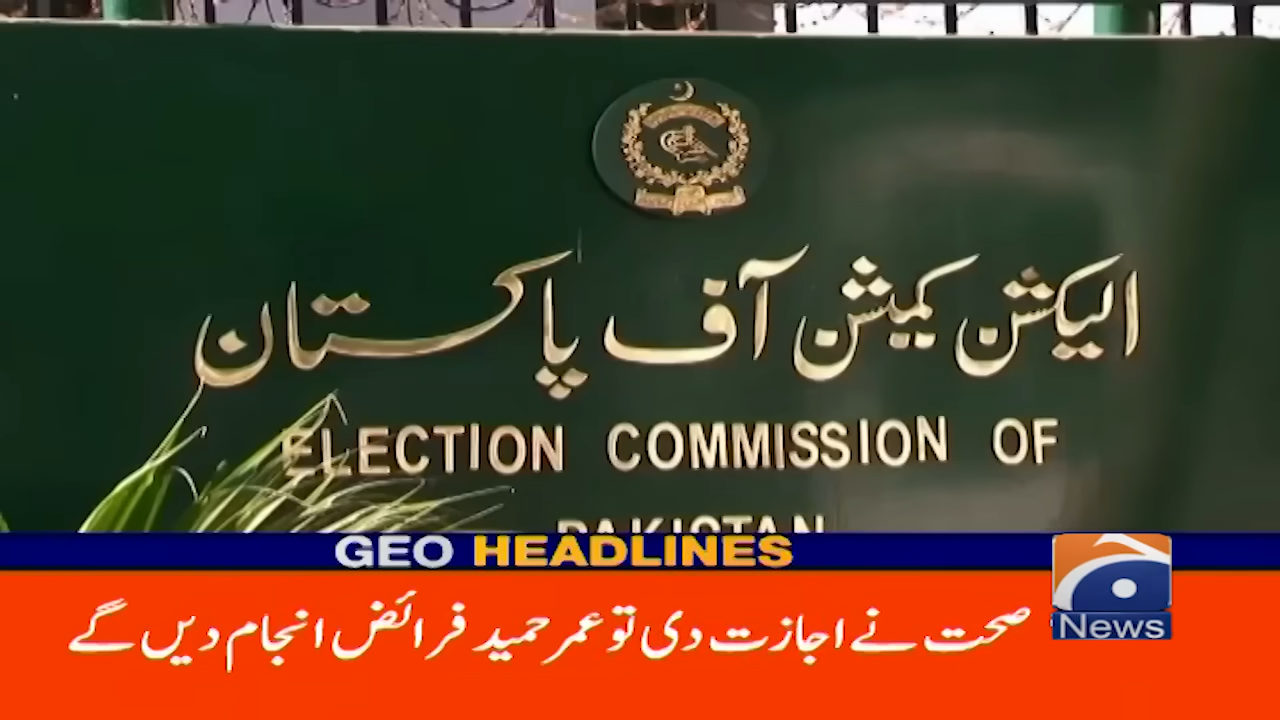 الیکشن کمیشن آف پاکستان
ELECTION COMMISSION OF
PAKISTAN
GEO HEADLINES
صحت نے اجازت دی تو عمر حمید فرائض انجام دیں گے
News